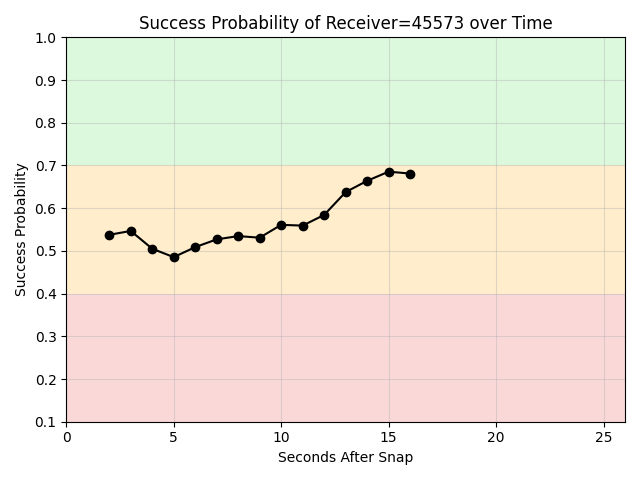 Success Probability of Receiver=45573 over Time
1.0
0.9
0.8
0.7
0.6
0.5
0.4
0.3
0.2
0.1
Success Probability
0 5 10 15 20 25
Seconds After Snap